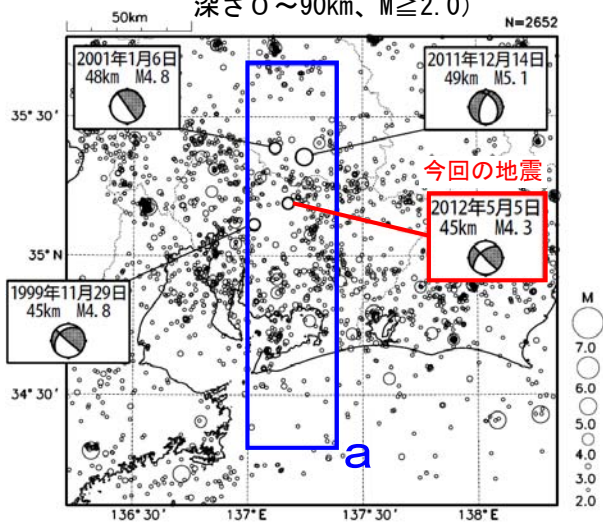 深さ０～90km、M≧2.0)
50km
N=2652
2001年1月6日
48km M4.8
2011年12月14日
49km M5.1
今回の地震
2012年5月5日
45km M4.3
1999年11月29日
45km M4.8
35°30′
35°N
34°30′
136°30′
137°E
137°30′
138°E
a
M
7.0
6.0
5.0
4.0
3.0
2.0